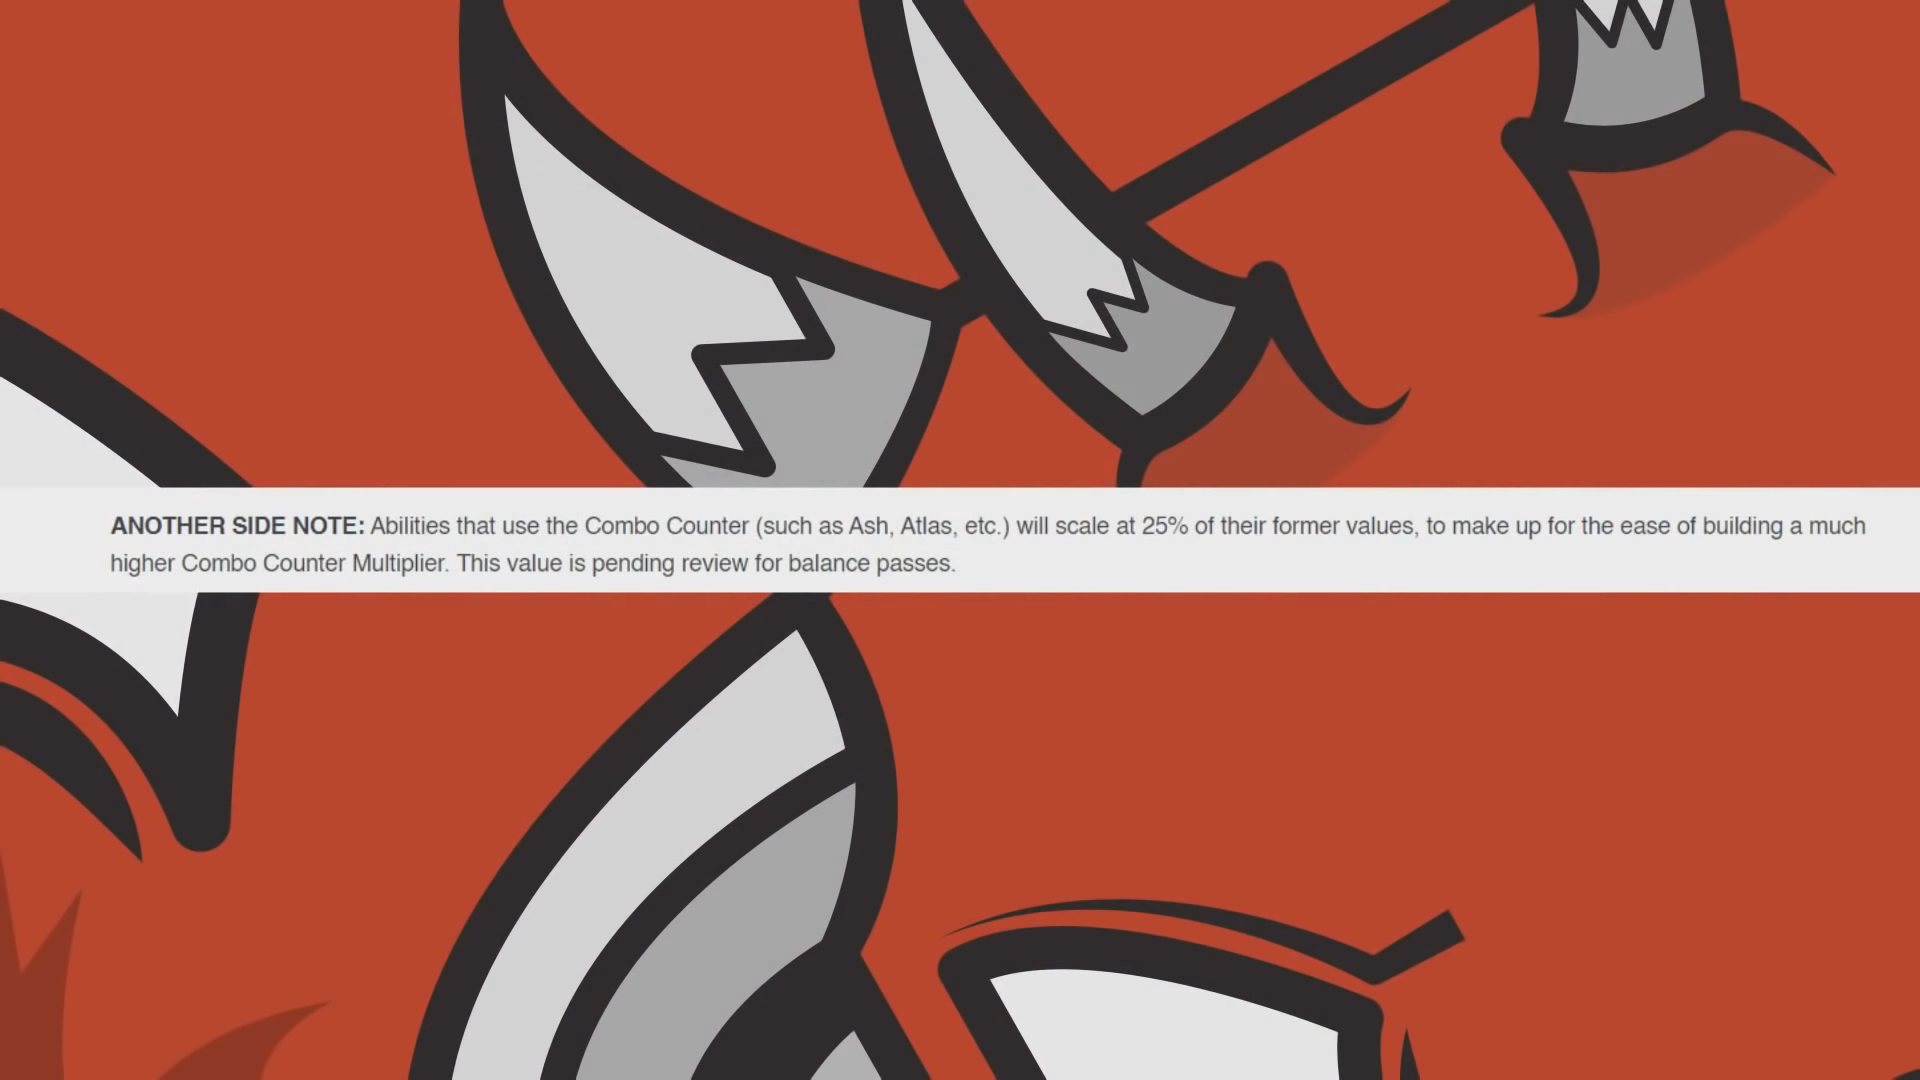 ANOTHER SIDE NOTE: Abilities that use the Combo Counter (such as Ash, Atlas, etc.) will scale at 25% of their former values, to make up for the ease of building a much
higher Combo Counter Multiplier. This value is pending review for balance passes.